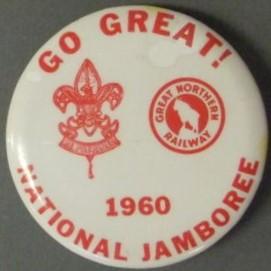 GO GREAT!
GREAT NORTHERN
RAILWAY
1960
NATIONAL JAMBOREE